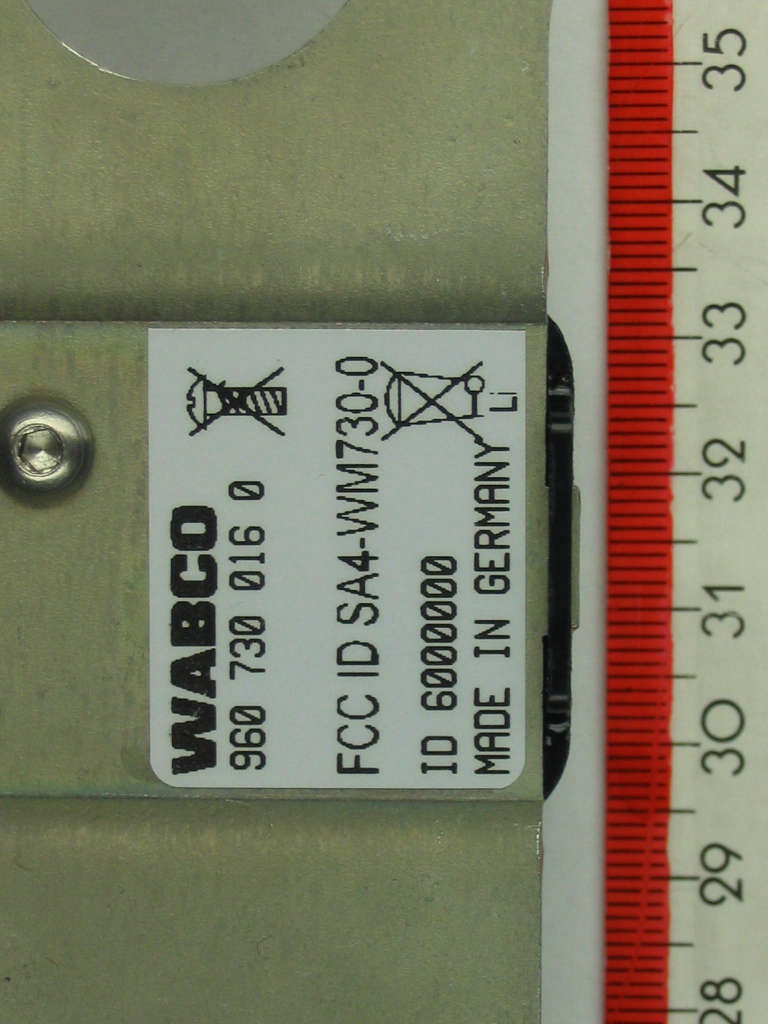 WABCO
960 730 016 0
FCC ID SA4-WM730-0
ID 6000000
MADE IN GERMANY
Li
35
34
33
32
31
30
29
28